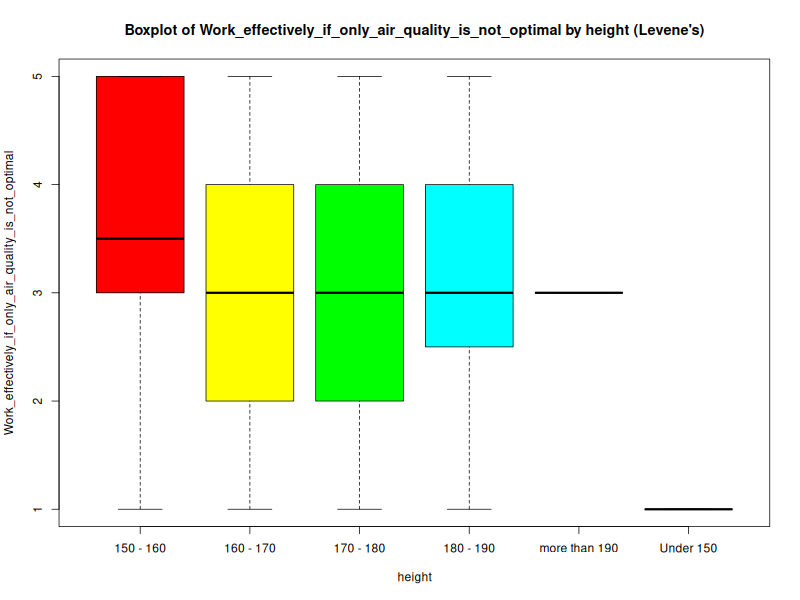 Boxplot of Work_effectively_if_only_air_quality_is_not_optimal by height (Levene's)
Work_effectively_if_only_air_quality_is_not_optimal
5
4
3
2
1
150 - 160
160 - 170
170 - 180
180 - 190
more than 190
Under 150
height